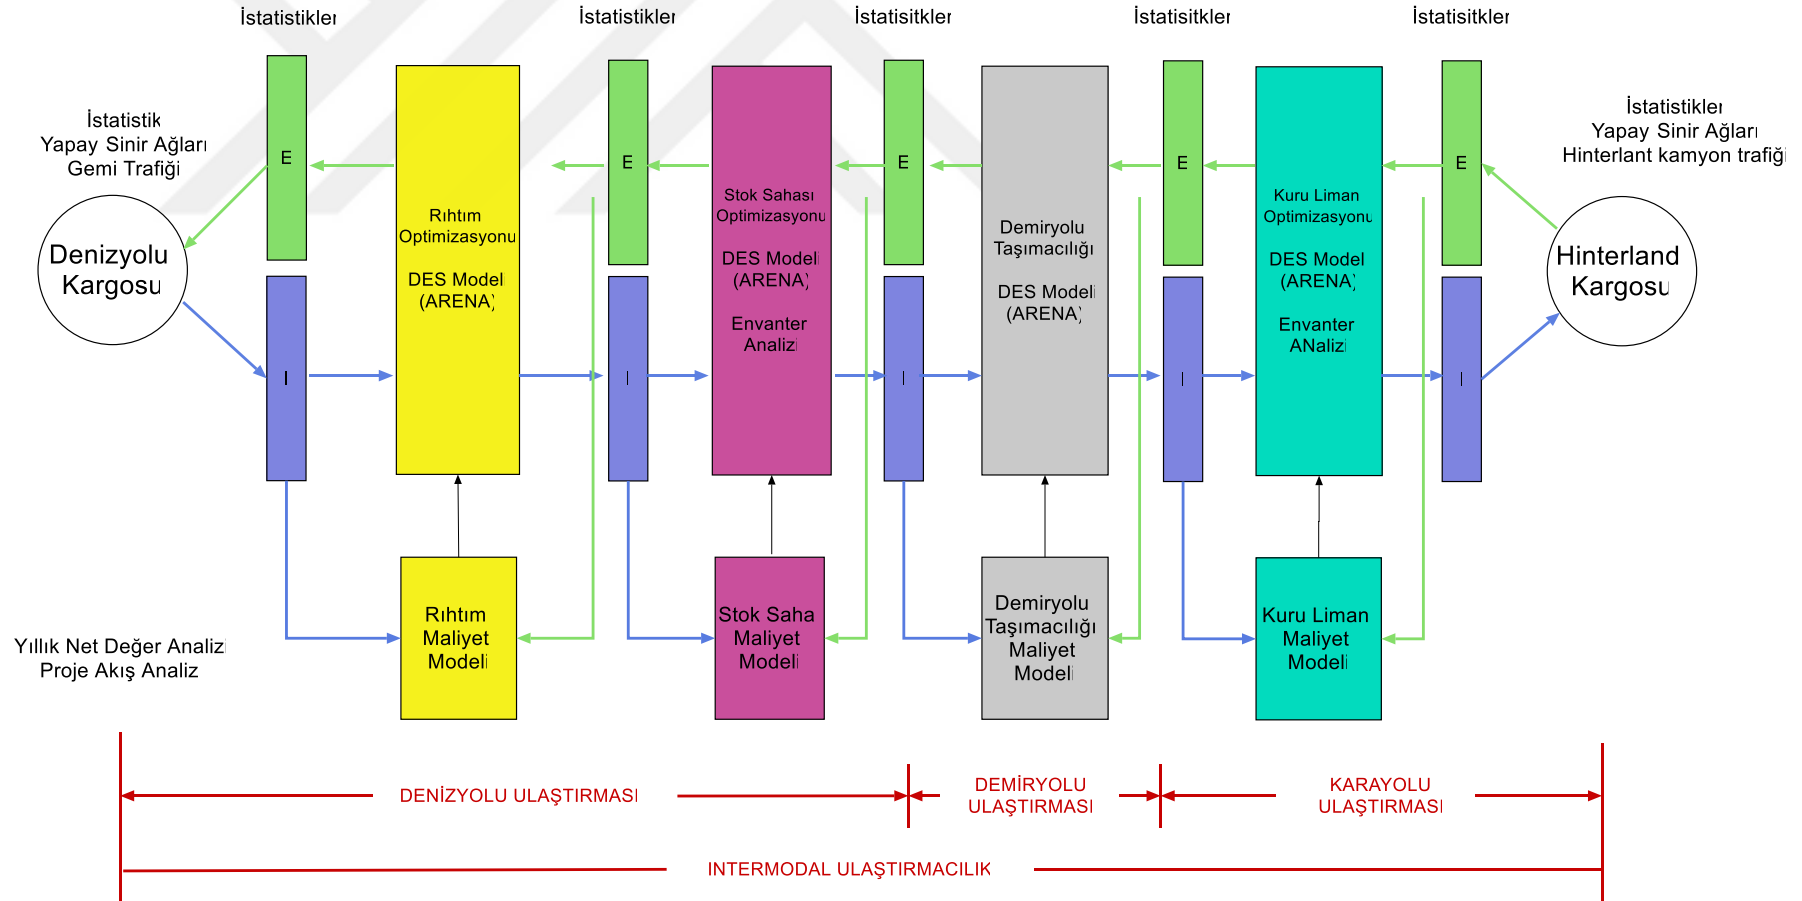 İstatistikler
İstatistikler
İstatisitkler
İstatisitkler
İstatisitkler
İstatistik
Yapay Sinir Ağları
Gemi Trafiği
İstatistikler
Yapay Sinir Ağları
Hinterlant kamyon trafiği
E
E
E
E
E
Denizyolu
Kargosu
Rıhtım
Optimizasyonu
DES Modeli
(ARENA)
Stok Sahası
Optimizasyonu
DES Modeli
(ARENA)
Envanter
Analizi
Demiryolu
Taşımacılığı
DES Modeli
(ARENA)
Kuru Liman
Optimizasyonu
DES Model
(ARENA)
Envanter
ANalizi
Hinterland
Kargosu
I
I
I
I
I
Yıllık Net Değer Analizi
Proje Akış Analiz
Rıhtım
Maliyet
Modeli
Stok Saha
Maliyet
Modeli
Demiryolu
Taşımacılığı
Maliyet
Modeli
Kuru Liman
Maliyet
Modeli
DENİZYOLU ULAŞTIRMASI
DEMİRYOLU
ULAŞTIRMASI
KARAYOLU
ULAŞTIRMASI
INTERMODAL ULAŞTIRMACILIK